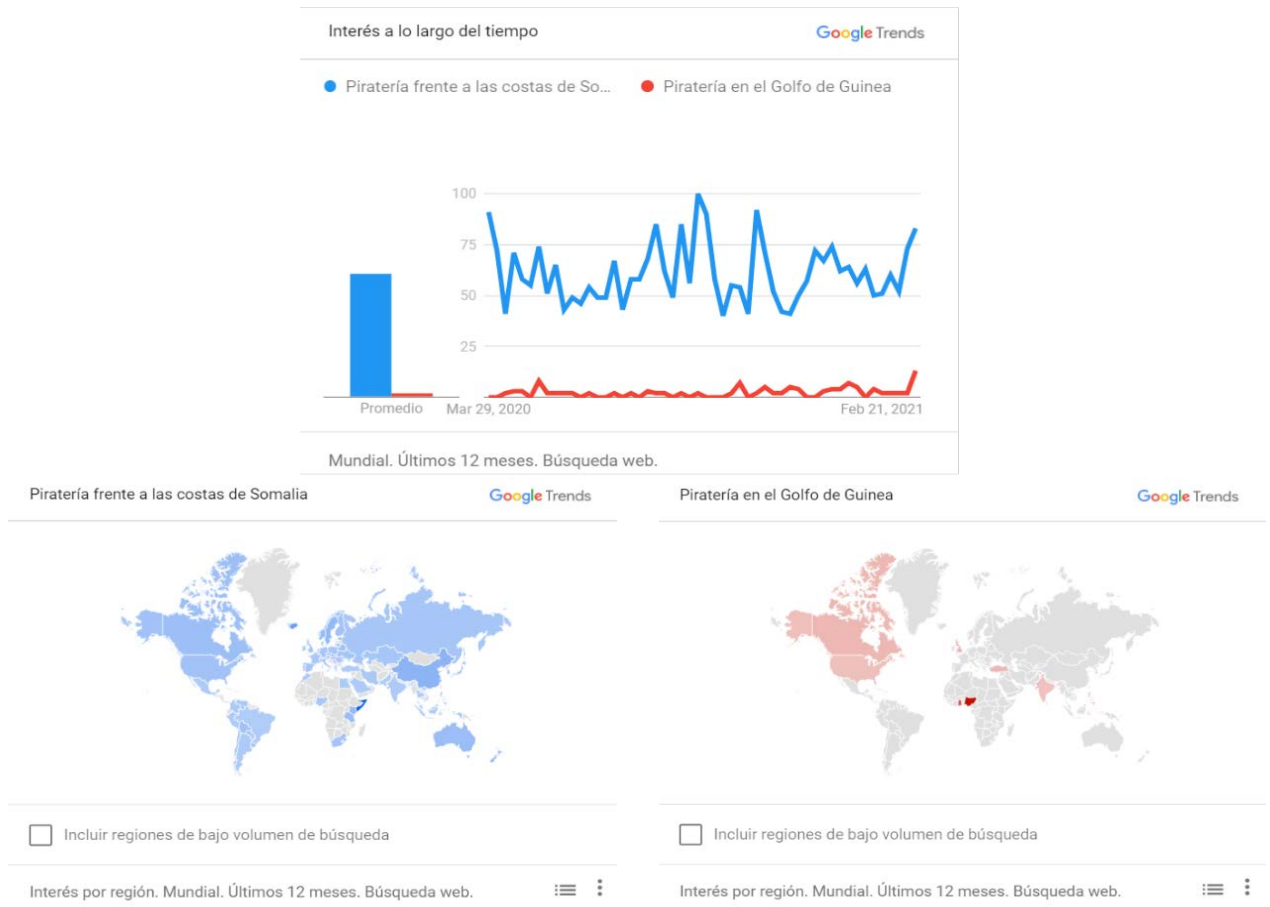 Interés a lo largo del tiempo
Google Trends
Piratería frente a las costas de So...
Piratería en el Golfo de Guinea
100
75
50
25
Promedio
Mar 29, 2020
Feb 21, 2021
Mundial. Últimos 12 meses. Búsqueda web.
Piratería frente a las costas de Somalia
Google Trends
Incluir regiones de bajo volumen de búsqueda
Interés por región. Mundial. Últimos 12 meses. Búsqueda web.
Piratería en el Golfo de Guinea
Google Trends
Incluir regiones de bajo volumen de búsqueda
Interés por región. Mundial. Últimos 12 meses. Búsqueda web.